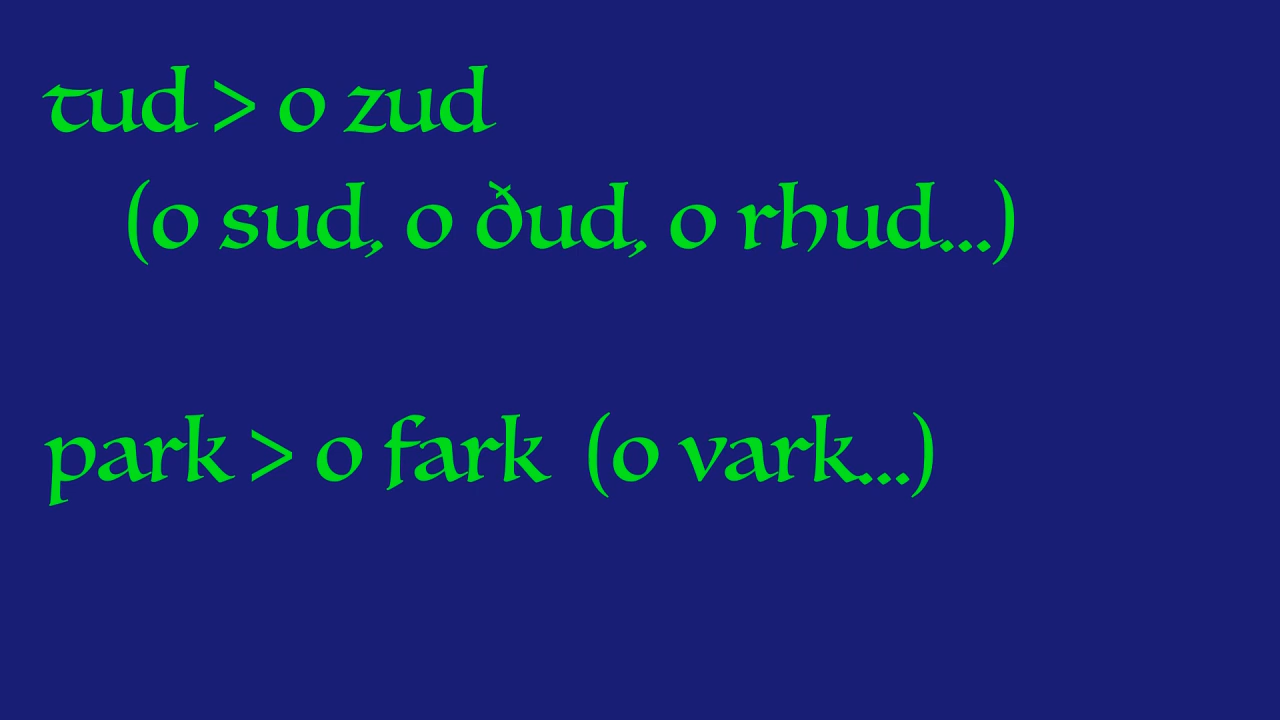 tud > o zud
(o sud, o ðud, o rhud...)
park > o fark (o vark...)